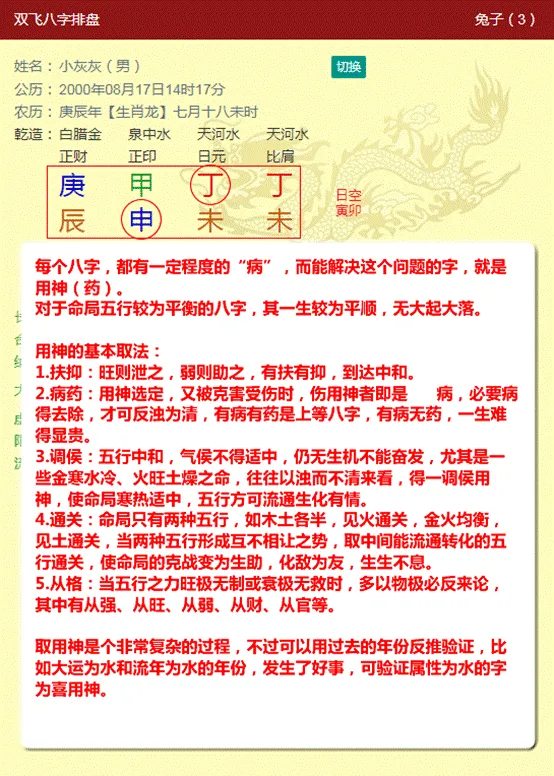 双飞八字排盘 兔子（3）
姓名：小灰灰（男） 切换
公历：2000年08月17日14时17分
农历：庚辰年【生肖龙】七月十八未时
乾造：白腊金 泉中水 天河水 天河水
正财 正印 日元 比肩
庚 甲 丁 丁
日空
辰 申 未 未
寅卯
每个八字，都有一定程度的“病”，而能解决这个问题的字，就是
用神（药）。
对于命局五行较为平衡的八字，其一生较为平顺，无大起大落。
用神的基本取法：
1.扶抑：旺则泄之，弱则助之，有扶有抑，到达中和。
2.病药：用神选定，又被克害受伤时，伤用神者即是 病，必要病
得去除，才可反浊为清，有病有药是上等八字，有病无药，一生难
得显贵。
3.调侯：五行中和，气侯不得适中，仍无生机不能奋发，尤其是一
些金寒水冷、火旺土燥之命，往往以浊而不清来看，得一调侯用
神，使命局寒热适中，五行方可流通生化有情。
4.通关：命局只有两种五行，如木土各半，见火通关，金火均衡，
见土通关，当两种五行形成互不相让之势，取中间能流通转化的五
行通关，使命局的克战变为生助，化敌为友，生生不息。
5.从格：当五行之力旺极无制或衰极无救时，多以物极必反来论，
其中有从强、从旺、从弱、从财、从官等。
取用神是个非常复杂的过程，不过可以用过去的年份反推验证，比
如大运为水和流年为水的年份，发生了好事，可验证属性为水的字
为喜用神。